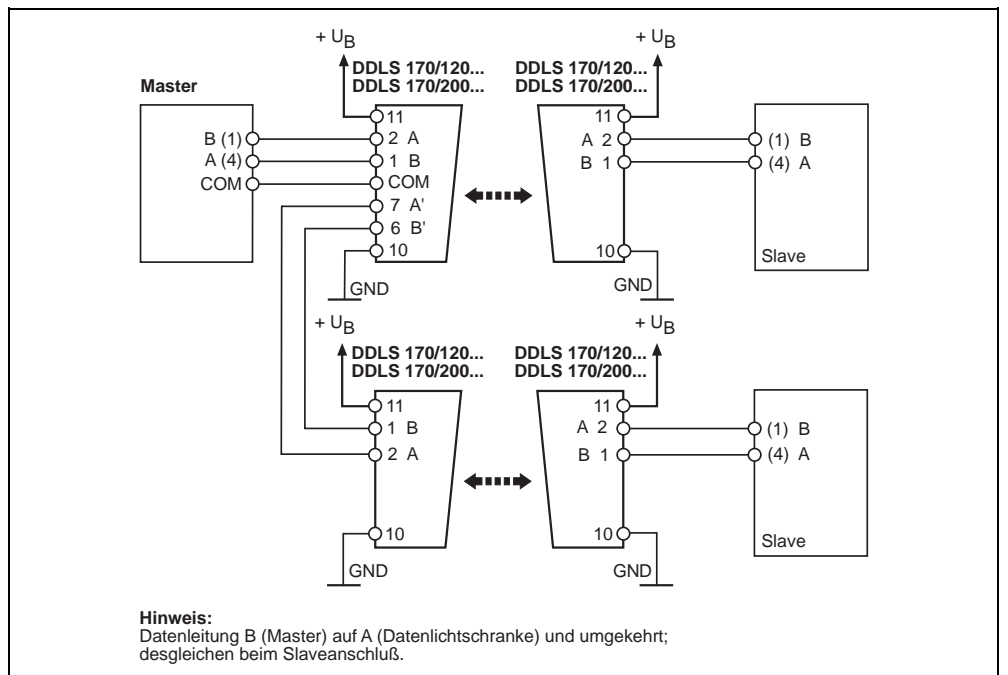 + UB
+ UB
DDLS 170/120...
DDLS 170/200...
DDLS 170/120...
DDLS 170/200...
Master
B (1)
A (4)
COM
11
2 A
1 B
COM
7 A'
6 B'
10
GND
11
A 2
B 1
10
GND
(1) B
(4) A
Slave
+ UB
+ UB
DDLS 170/120...
DDLS 170/200...
DDLS 170/120...
DDLS 170/200...
11
1 B
2 A
10
GND
11
A 2
B 1
10
GND
(1) B
(4) A
Slave
Hinweis:
Datenleitung B (Master) auf A (Datenlichtschranke) und umgekehrt;
desgleichen beim Slaveanschluß.